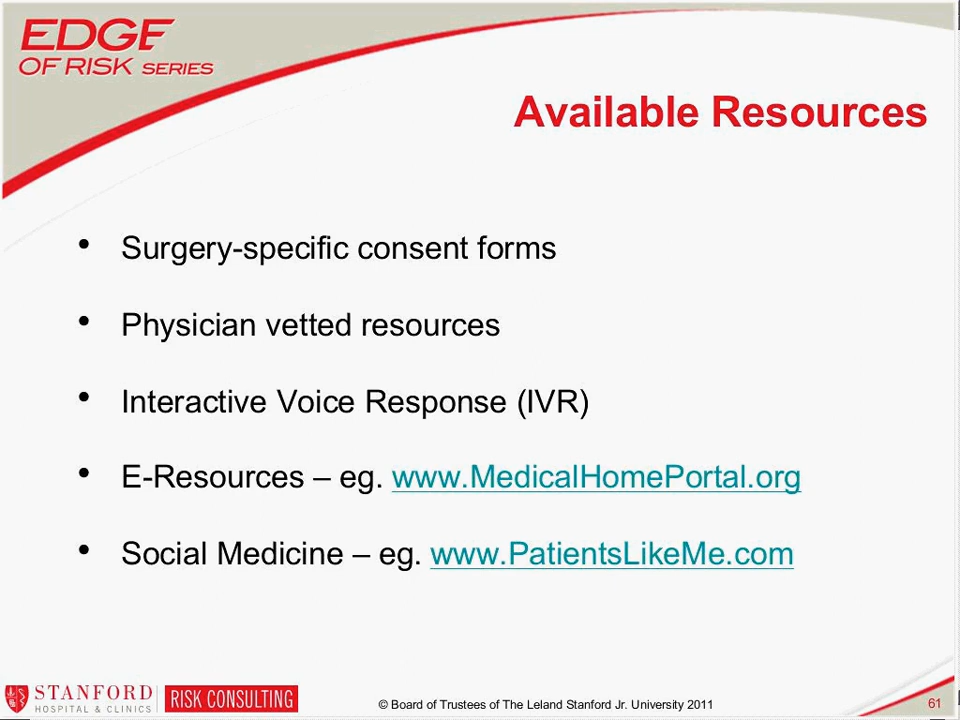 EDGE
OF RISK SERIES
Available Resources
• Surgery-specific consent forms
• Physician vetted resources
• Interactive Voice Response (IVR)
• E-Resources – eg. www.MedicalHomePortal.org
• Social Medicine – eg. www.PatientsLikeMe.com
STANFORD
HOSPITAL & CLINICS
RISK CONSULTING
© Board of Trustees of The Leland Stanford Jr. University 2011
61